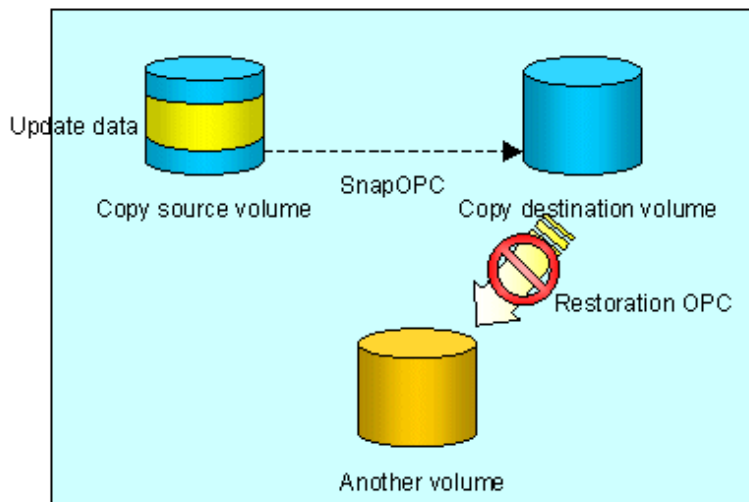 Update data
SnapOPC
Copy source volume
Copy destination volume
Restoration OPC
Another volume